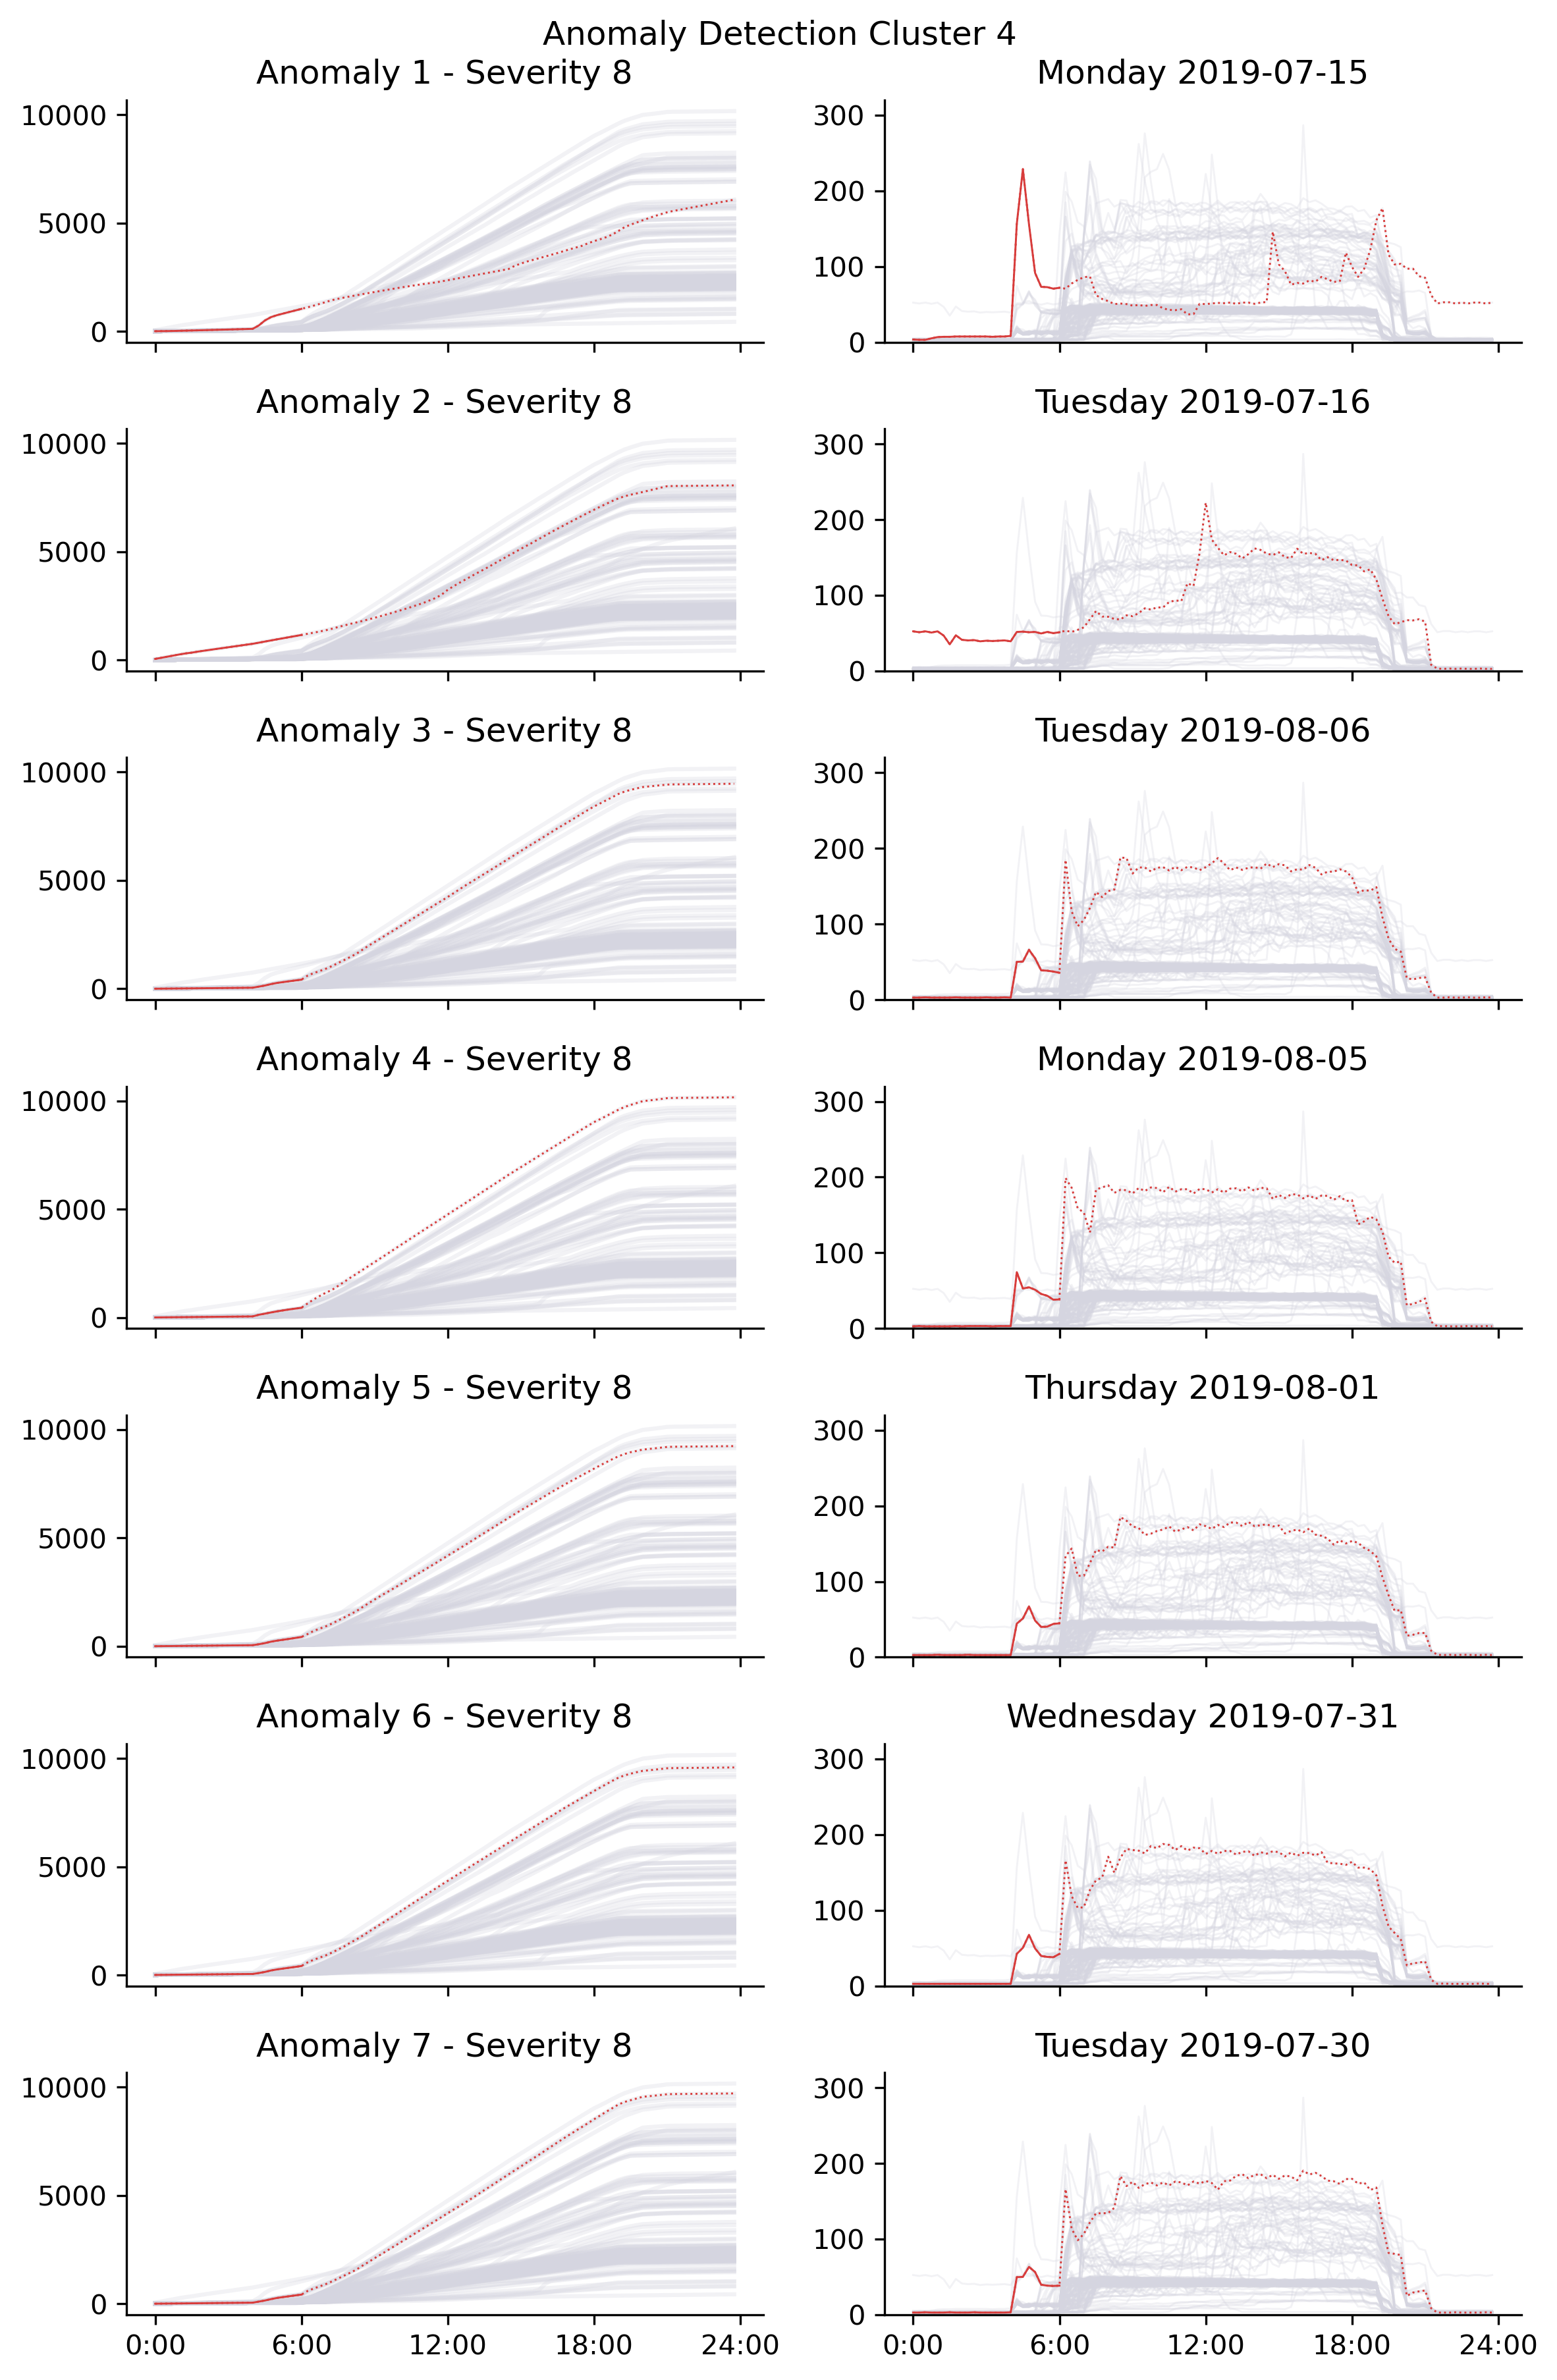 Anomaly Detection Cluster 4
Anomaly 1 - Severity 8
Monday 2019-07-15
10000
5000
0
300
200
100
0
Anomaly 2 - Severity 8
Tuesday 2019-07-16
10000
5000
0
300
200
100
0
Anomaly 3 - Severity 8
Tuesday 2019-08-06
10000
5000
0
300
200
100
0
Anomaly 4 - Severity 8
Monday 2019-08-05
10000
5000
0
300
200
100
0
Anomaly 5 - Severity 8
Thursday 2019-08-01
10000
5000
0
300
200
100
0
Anomaly 6 - Severity 8
Wednesday 2019-07-31
10000
5000
0
300
200
100
0
Anomaly 7 - Severity 8
Tuesday 2019-07-30
10000
5000
0
300
200
100
0
0:00 6:00 12:00 18:00 24:00
0:00 6:00 12:00 18:00 24:00